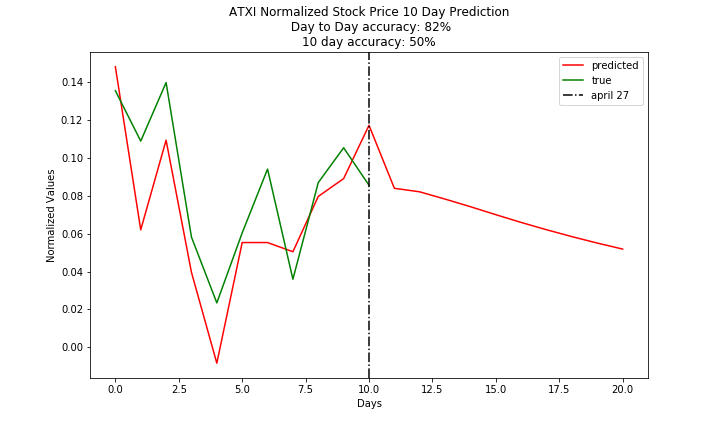 ATXI Normalized Stock Price 10 Day Prediction
Day to Day accuracy: 82%
10 day accuracy: 50%
predicted
true
april 27
0.14
0.12
0.10
0.08
0.06
0.04
0.02
0.00
Normalized Values
0.0 2.5 5.0 7.5 10.0 12.5 15.0 17.5 20.0
Days